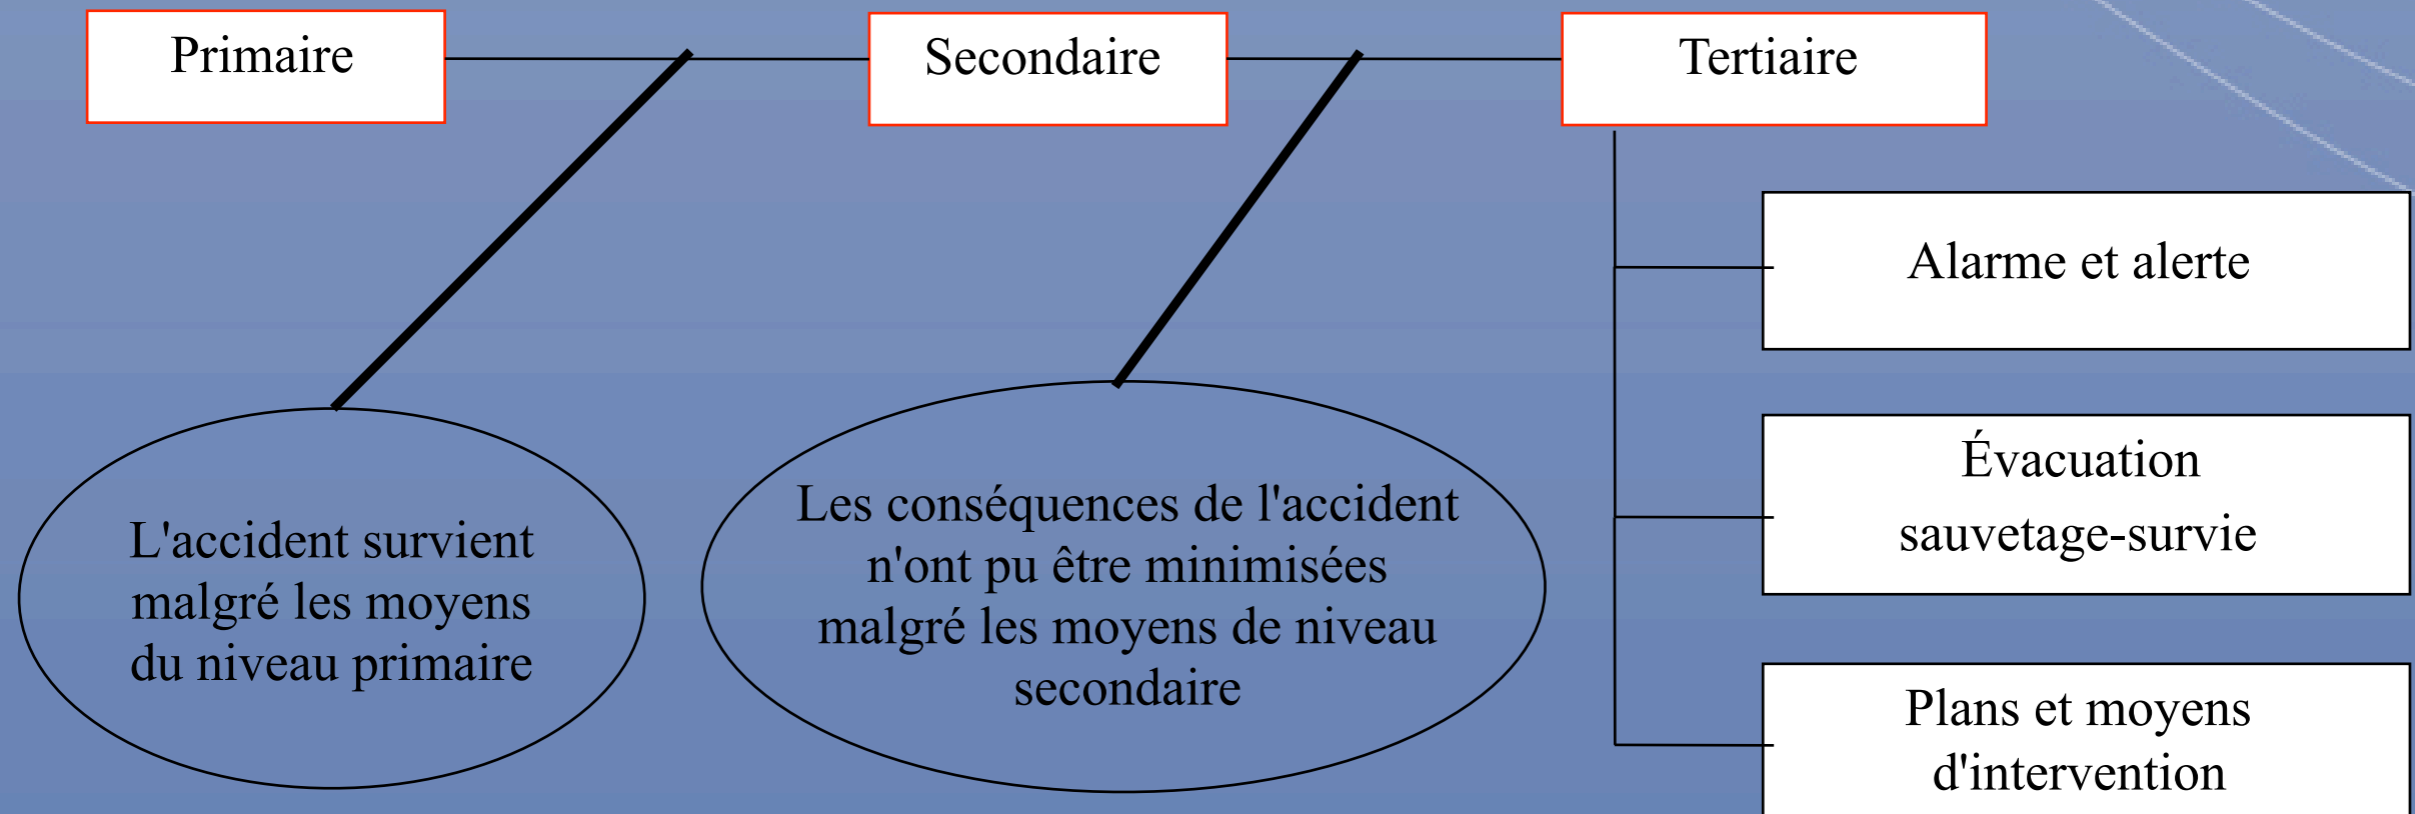 Primaire
Secondaire
Tertiaire
Alarme et alerte
Évacuation
sauvetage-survie
Plans et moyens
d'intervention
L'accident survient
malgré les moyens
du niveau primaire
Les conséquences de l'accident
n'ont pu être minimisées
malgré les moyens de niveau
secondaire